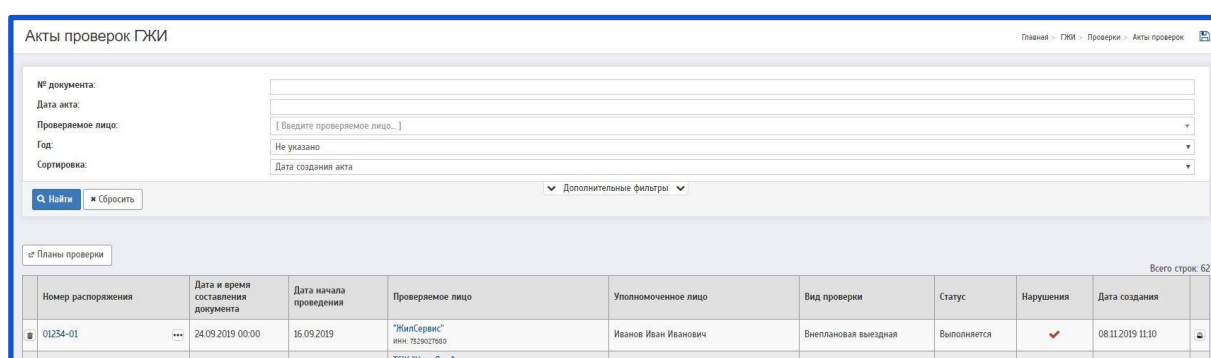 Акты проверок ГЖИ
Главная > ГЖИ > Проверки > Акты проверок
№ документа:
Дата акта:
Проверяемое лицо:
[ Введите проверяемое лицо... ]
Год:
Не указано
Сортировка:
Дата создания акта
Дополнительные фильтры
Найти
Сбросить
Планы проверки
Всего строк: 62
Номер распоряжения
Дата и время
составления
документа
Дата начала
проведения
Проверяемое лицо
Уполномоченное лицо
Вид проверки
Статус
Нарушения
Дата создания
01234-01
24.09.2019 00:00
16.09.2019
"ЖилСервис"
ИНН: 7329027680
Иванов Иван Иванович
Внеплановая выездная
Выполняется
08.11.2019 11:10